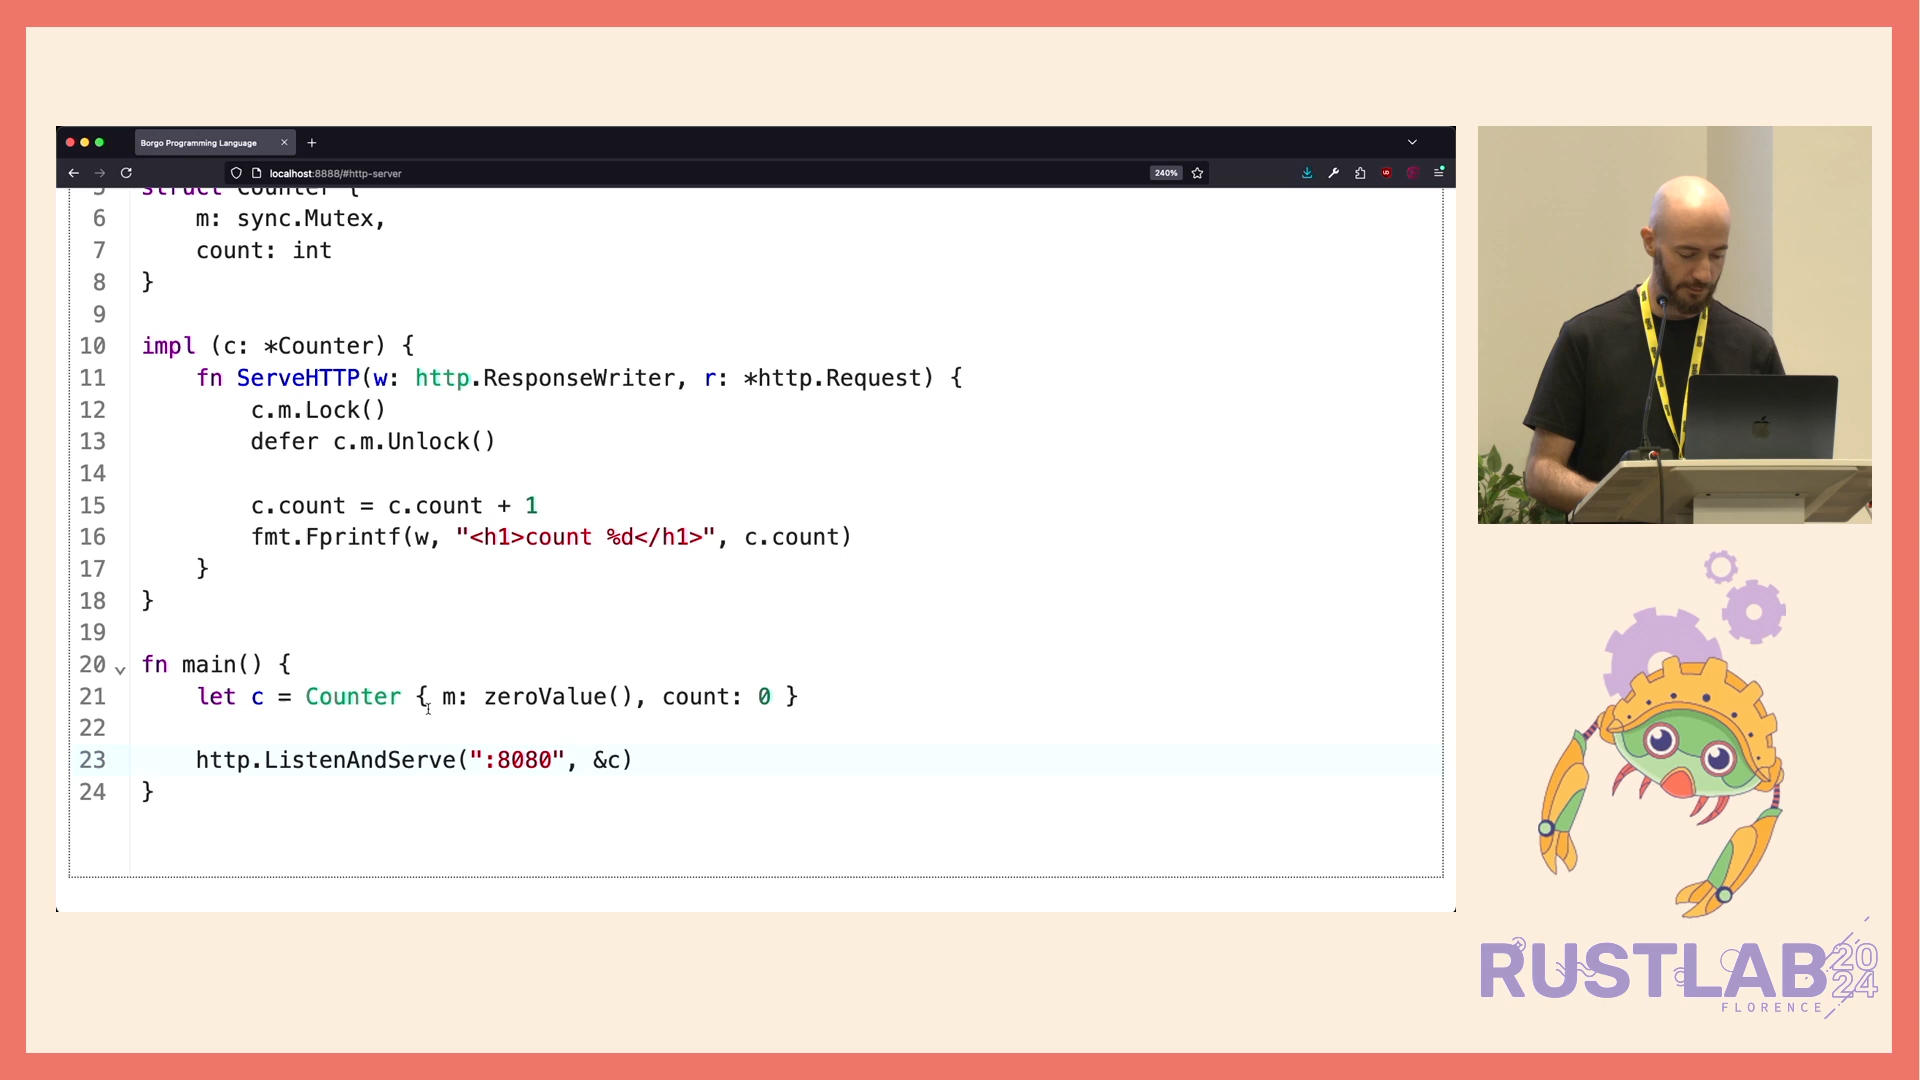 Borgo Programming Language
localhost:8888/#http-server
240%
5 struct Counter {
6 m: sync.Mutex,
7 count: int
8 }
9
10 impl (c: *Counter) {
11 fn ServeHTTP(w: http.ResponseWriter, r: *http.Request) {
12 c.m.Lock()
13 defer c.m.Unlock()
14
15 c.count = c.count + 1
16 fmt.Fprintf(w, "<h1>count %d</h1>", c.count)
17 }
18 }
19
20 fn main() {
21 let c = Counter { m: zeroValue(), count: 0 }
22
23 http.ListenAndServe(":8080", &c)
24 }
RUSTLAB 2024
FLORENCE